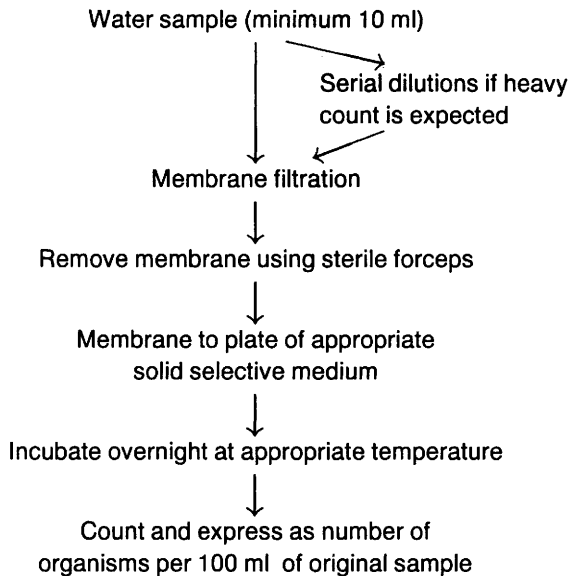 Water sample (minimum 10 ml)
Serial dilutions if heavy
count is expected
Membrane filtration
Remove membrane using sterile forceps
Membrane to plate of appropriate
solid selective medium
Incubate overnight at appropriate temperature
Count and express as number of
organisms per 100 ml of original sample